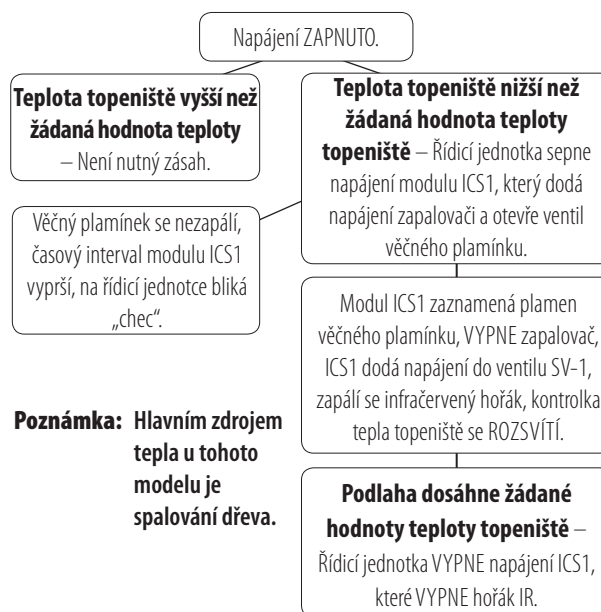 Napájení ZAPNUTO.
Teplota topeniště vyšší než
žádaná hodnota teploty
– Není nutný zásah.
Teplota topeniště nižší než
žádaná hodnota teploty
topeniště – Řídicí jednotka sepne
napájení modulu ICS1, který dodá
napájení zapalovači a otevře ventil
věčného plamínku.
Věčný plamínek se nezapálí,
časový interval modulu ICS1
vyprší, na řídicí jednotce bliká
„chec“.
Modul ICS1 zaznamená plamen
věčného plamínku, VYPNE zapalovač,
ICS1 dodá napájení do ventilu SV-1,
zapálí se infračervený hořák, kontrolka
tepla topeniště se ROZSVÍTÍ.
Poznámka: Hlavním zdrojem
tepla u tohoto
modelu je
spalování dřeva.
Podlaha dosáhne žádané
hodnoty teploty topeniště –
Řídicí jednotka VYPNE napájení ICS1,
které VYPNE hořák IR.